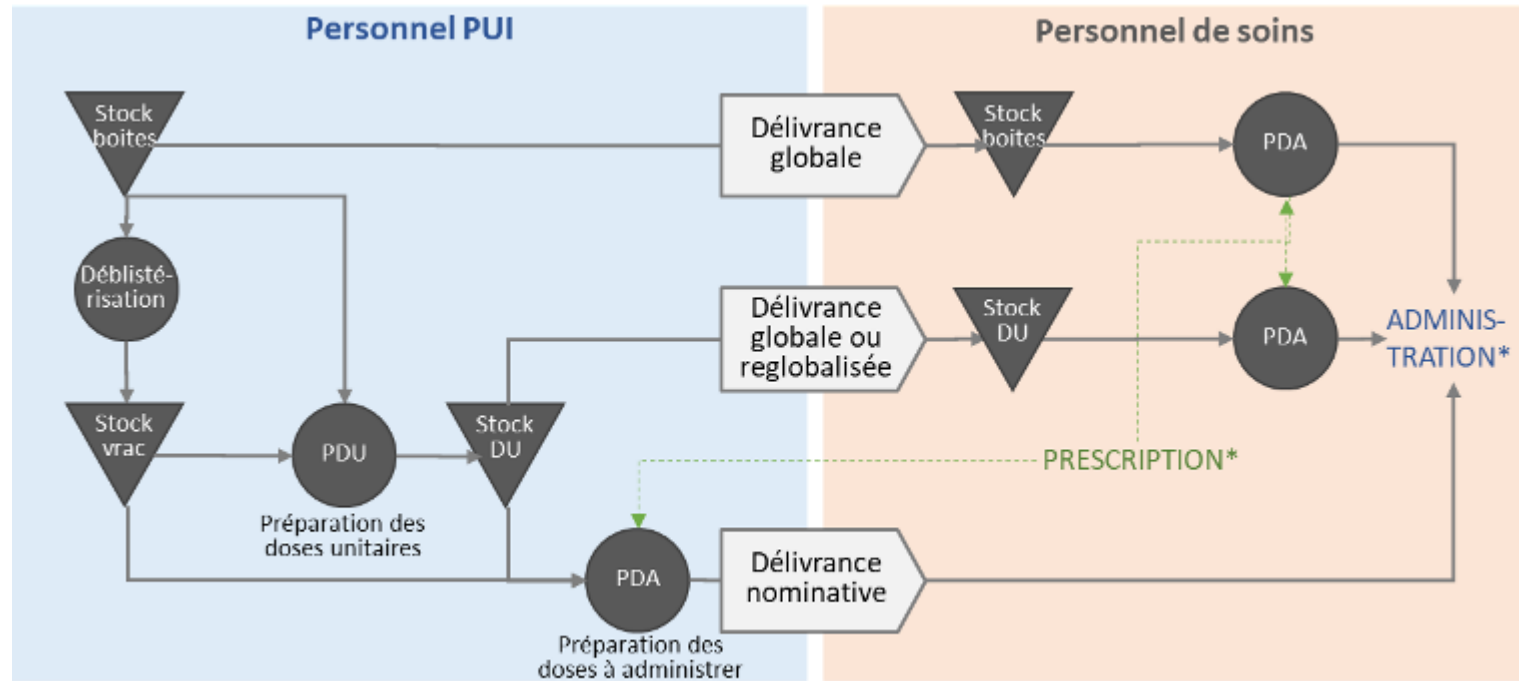 Personnel PUI
Personnel de soins
Stock
boites
Délivrance
globale
Stock
boites
PDA
Déblisté-
risation
Délivrance
globale ou
reglobalisée
Stock
DU
PDA
ADMINIS-
TRATION*
Stock
vrac
PDU
Stock
DU
PRESCRIPTION*
Préparation des
doses unitaires
PDA
Délivrance
nominative
Préparation des
doses à administrer